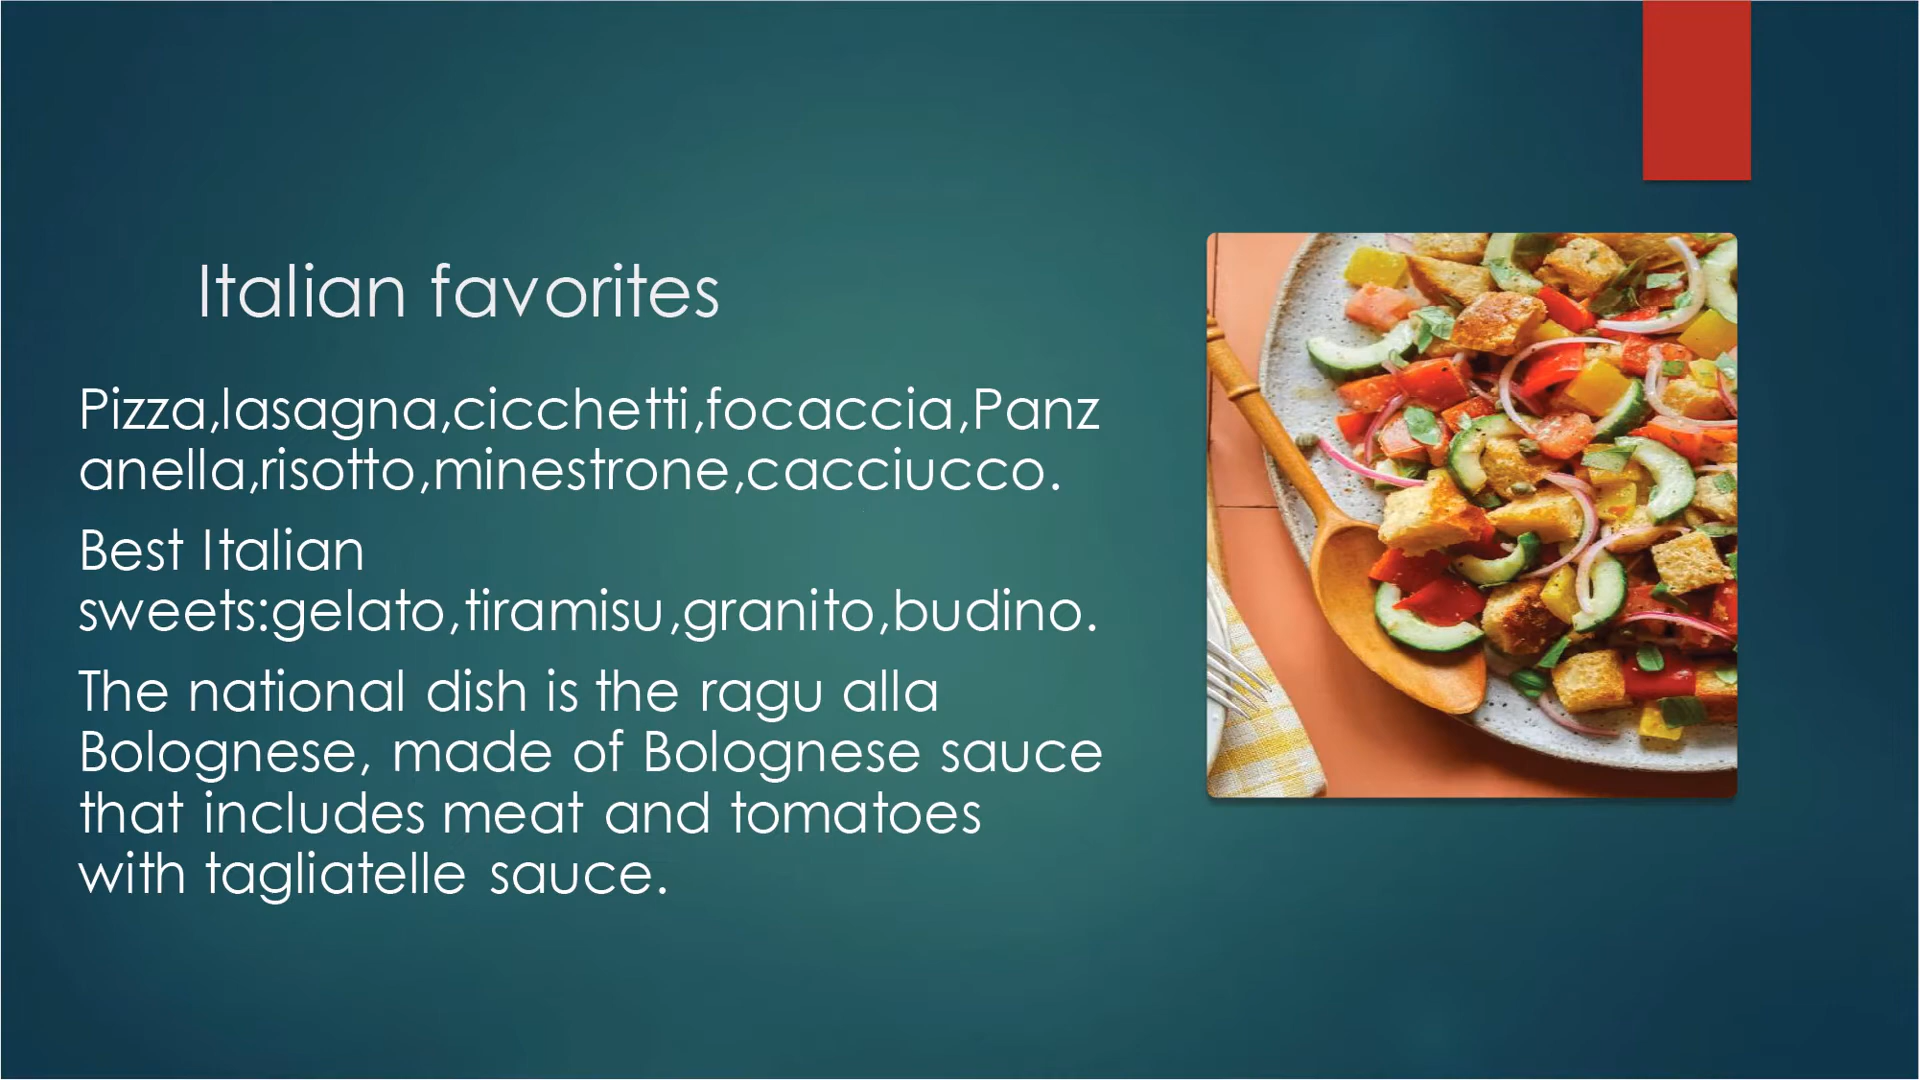 Italian favorites
Pizza,lasagna,cicchetti,focaccia,Panz
anella,risotto,minestrone,cacciucco.
Best Italian
sweets:gelato,tiramisu,granito,budino.
The national dish is the ragu alla
Bolognese, made of Bolognese sauce
that includes meat and tomatoes
with tagliatelle sauce.